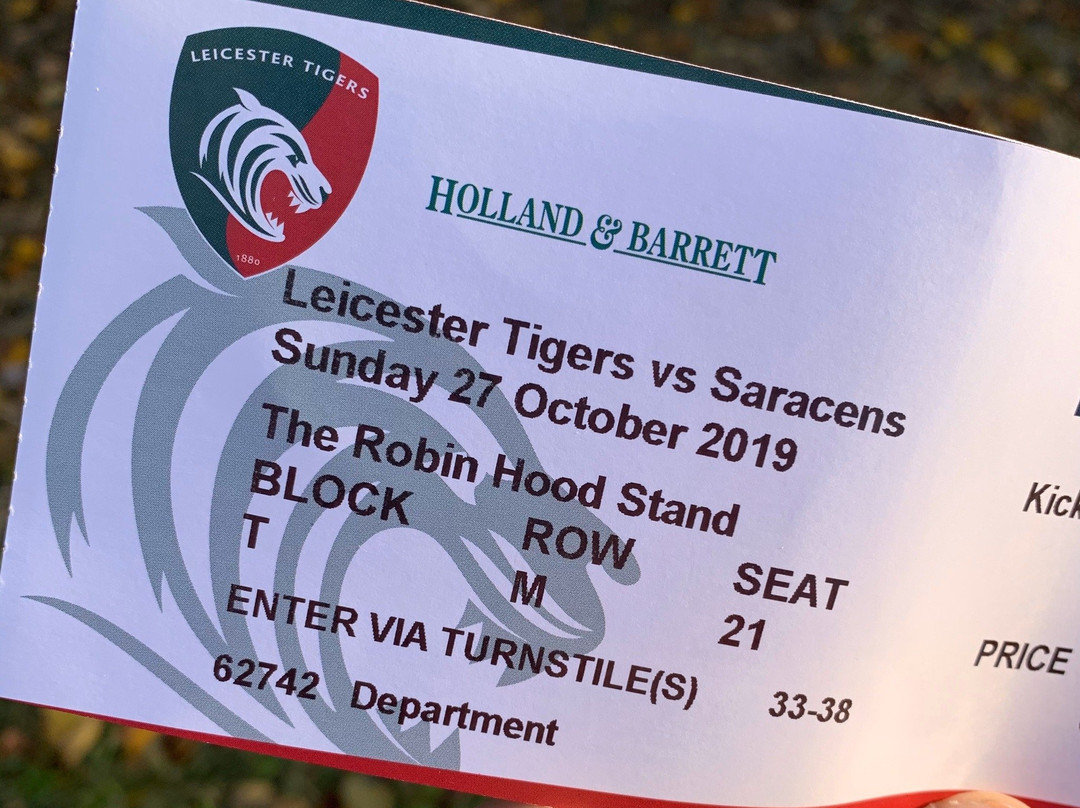 LEICESTER TIGERS
1880
HOLLAND & BARRETT
Leicester Tigers vs Saracens
Sunday 27 October 2019
The Robin Hood Stand
BLOCK ROW SEAT
T M 21
ENTER VIA TURNSTILE(S) 33-38
62742 Department
Kick
PRICE